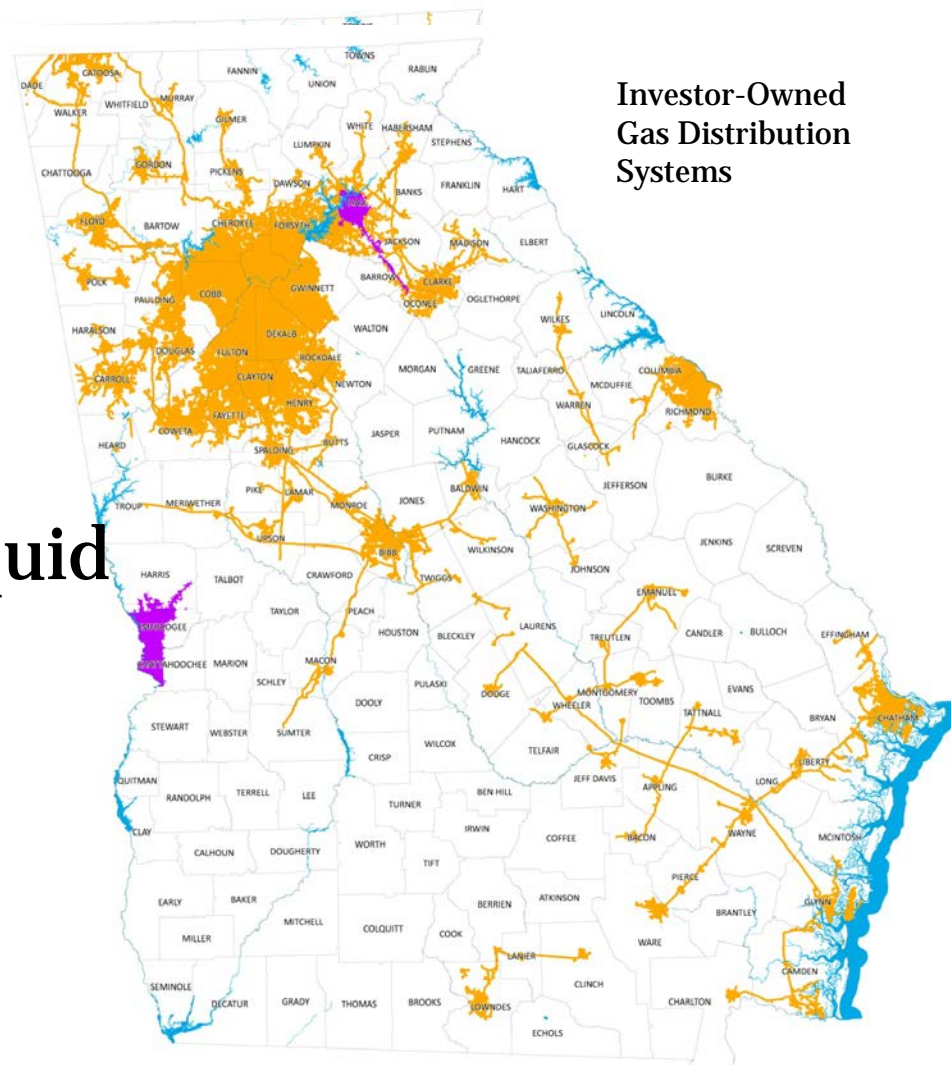 Investor-Owned
Gas Distribution
Systems
uid
TOWNS
FANNIN
RABUN
CATOOSA
UNION
DADE
WHITFIELD
MURRAY
WALKER
GILMER
WHITE
HABERSHAM
LUMPKIN
STEPHENS
GORDON
CHATTOOGA
PICKENS
DAWSON
BANKS
FRANKLIN
HART
FLOYD
BARTOW
CHEROKEE
FORSYTH
JACKSON
MADISON
ELBERT
POLK
BARROW
CLARKE
COBB
GWINNETT
PAULDING
OCONEE
OGLETHORPE
LINCOLN
WILKES
HARALSON
DEKALB
WALTON
DOUGLAS
FULTON
ROCKDALE
MORGAN
GREENE
TALIAFERRO
COLUMBIA
CARROLL
CLAYTON
NEWTON
MCDUFFIE
WARREN
RICHMOND
FAYETTE
HENRY
COWETA
JASPER
PUTNAM
HEARD
SPALDING
BUTTS
HANCOCK
GLASCOCK
BURKE
PIKE
LAMAR
BALDWIN
JEFFERSON
TROUP
MERIWETHER
MONROE
JONES
WASHINGTON
UPSON
JENKINS
BIBB
WILKINSON
SCREVEN
HARRIS
TALBOT
CRAWFORD
TWIGGS
JOHNSON
EMANUEL
TAYLOR
PEACH
LAURENS
HOUSTON
BLECKLEY
TREUTLEN
CANDLER
BULLOCH
EFFINGHAM
MARION
MACON
SCHLEY
PULASKI
DODGE
MONTGOMERY
WHEELER
TOOMBS
EVANS
TATTNALL
DOOLY
CHATHAM
BRYAN
STEWART
WEBSTER
SUMTER
WILCOX
TELFAIR
CRISP
LIBERTY
QUITMAN
JEFF DAVIS
LONG
APPLING
RANDOLPH
TERRELL
LEE
BEN HILL
TURNER
CLAY
IRWIN
COFFEE
BACON
WAYNE
MCINTOSH
CALHOUN
DOUGHERTY
WORTH
TIFT
PIERCE
EARLY
BAKER
BERRIEN
ATKINSON
GLYNN
BRANTLEY
MITCHELL
COLQUITT
COOK
MILLER
WARE
LANIER
CAMDEN
SEMINOLE
CLINCH
DECATUR
GRADY
THOMAS
BROOKS
LOWNDES
CHARLTON
ECHOLS